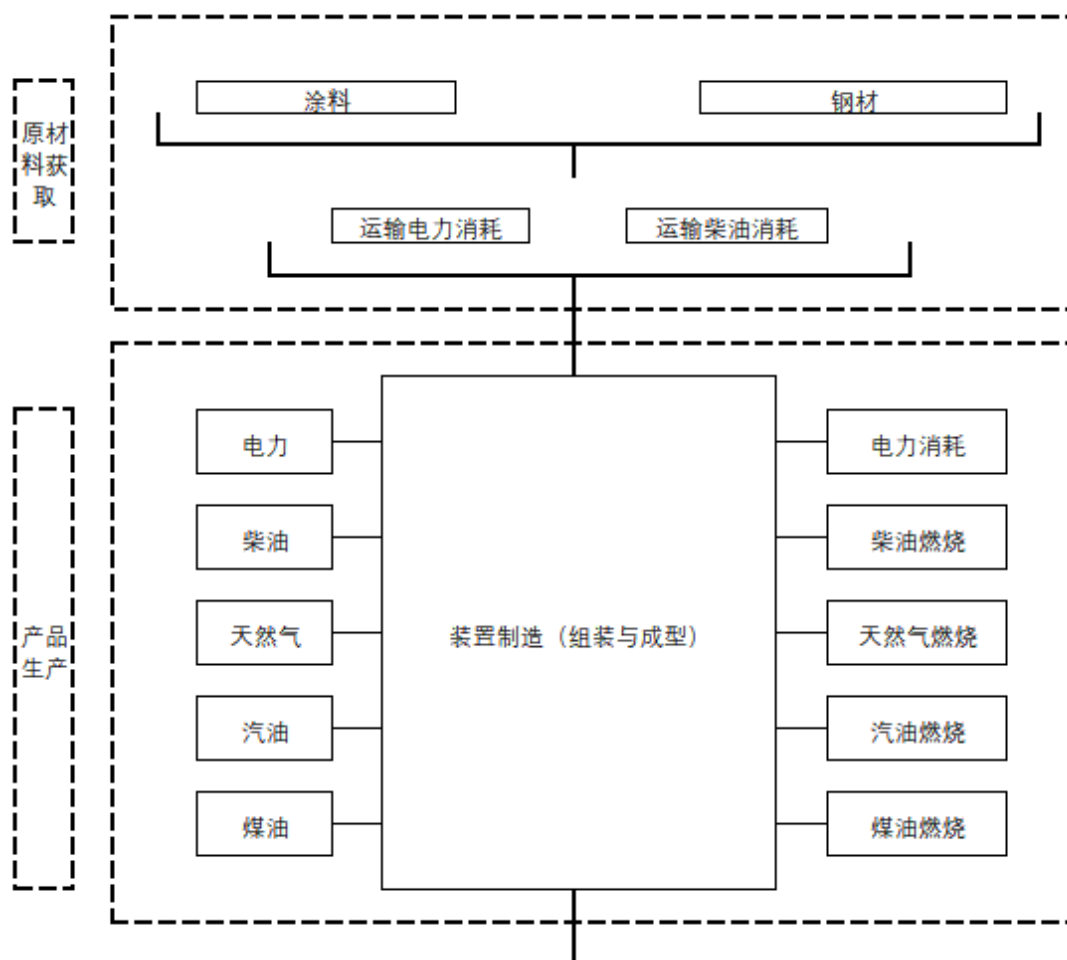 涂料
钢材
原材
料获
取
运输电力消耗
运输柴油消耗
电力
电力消耗
柴油
柴油燃烧
产品
生产
天然气
装置制造（组装与成型）
天然气燃烧
汽油
汽油燃烧
煤油
煤油燃烧